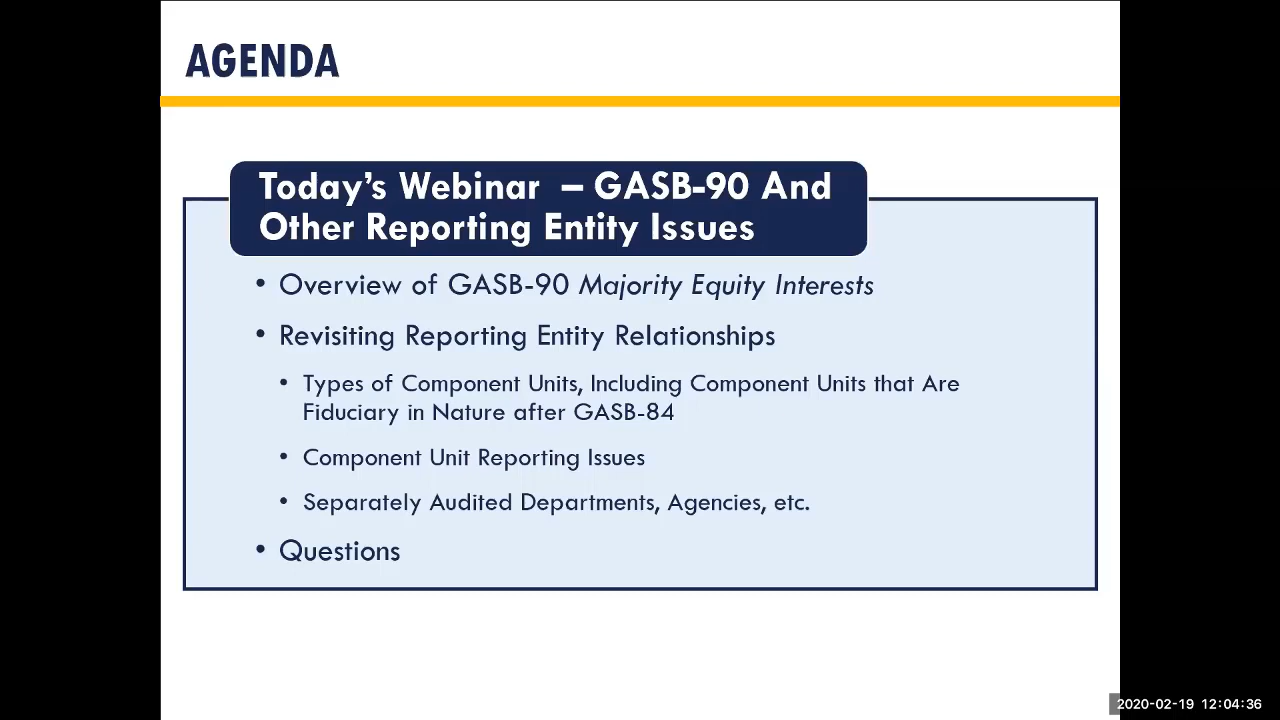 AGENDA
Today's Webinar – GASB-90 And
Other Reporting Entity Issues
• Overview of GASB-90 Majority Equity Interests
• Revisiting Reporting Entity Relationships
• Types of Component Units, Including Component Units that Are
Fiduciary in Nature after GASB-84
• Component Unit Reporting Issues
• Separately Audited Departments, Agencies, etc.
• Questions
2020-02-19 12:04:36